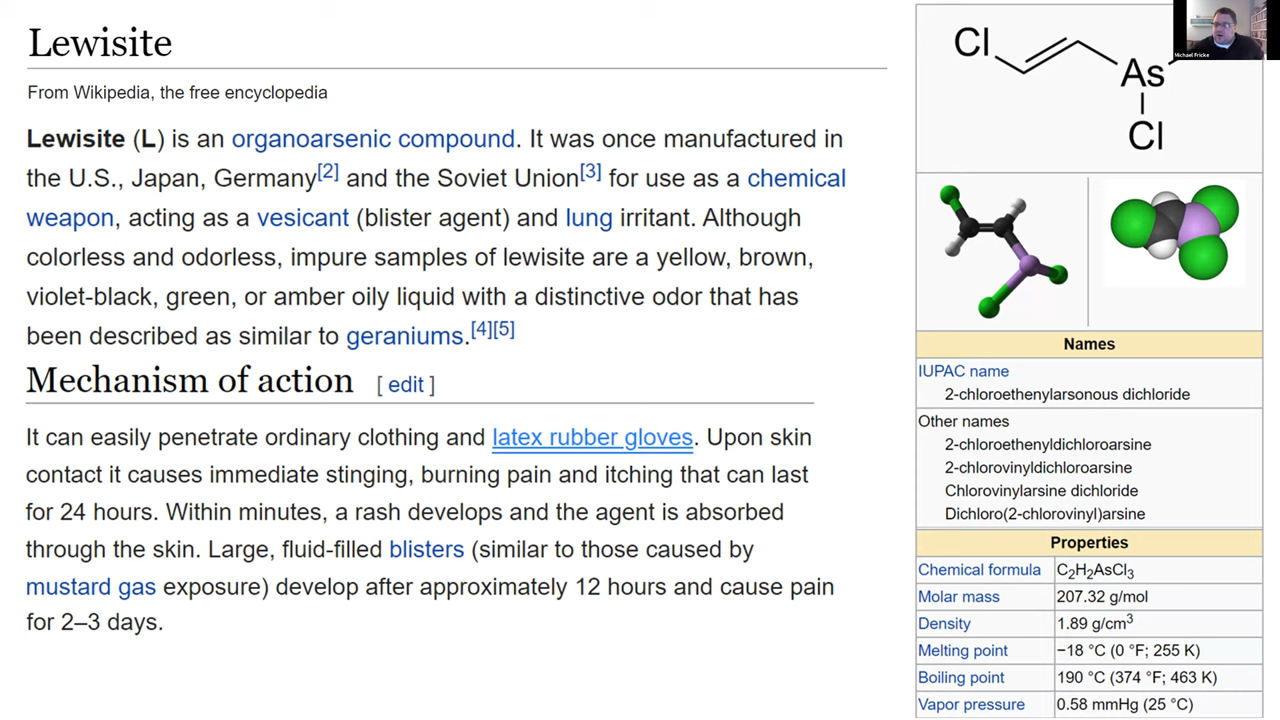 Lewisite
From Wikipedia, the free encyclopedia
Lewisite (L) is an organoarsenic compound. It was once manufactured in
the U.S., Japan, Germany[2] and the Soviet Union[3] for use as a chemical
weapon, acting as a vesicant (blister agent) and lung irritant. Although
colorless and odorless, impure samples of lewisite are a yellow, brown,
violet-black, green, or amber oily liquid with a distinctive odor that has
been described as similar to geraniums.[4][5]
Mechanism of action [ edit ]
It can easily penetrate ordinary clothing and latex rubber gloves. Upon skin
contact it causes immediate stinging, burning pain and itching that can last
for 24 hours. Within minutes, a rash develops and the agent is absorbed
through the skin. Large, fluid-filled blisters (similar to those caused by
mustard gas exposure) develop after approximately 12 hours and cause pain
for 2–3 days.
Cl
As
Cl
Michael Fricke
Names
IUPAC name
2-chloroethenylarsonous dichloride
Other names
2-chloroethenyldichloroarsine
2-chlorovinyldichloroarsine
Chlorovinylarsine dichloride
Dichloro(2-chlorovinyl)arsine
Properties
Chemical formula C₂H₂AsCl₃
Molar mass 207.32 g/mol
Density 1.89 g/cm³
Melting point −18 °C (0 °F; 255 K)
Boiling point 190 °C (374 °F; 463 K)
Vapor pressure 0.58 mmHg (25 °C)